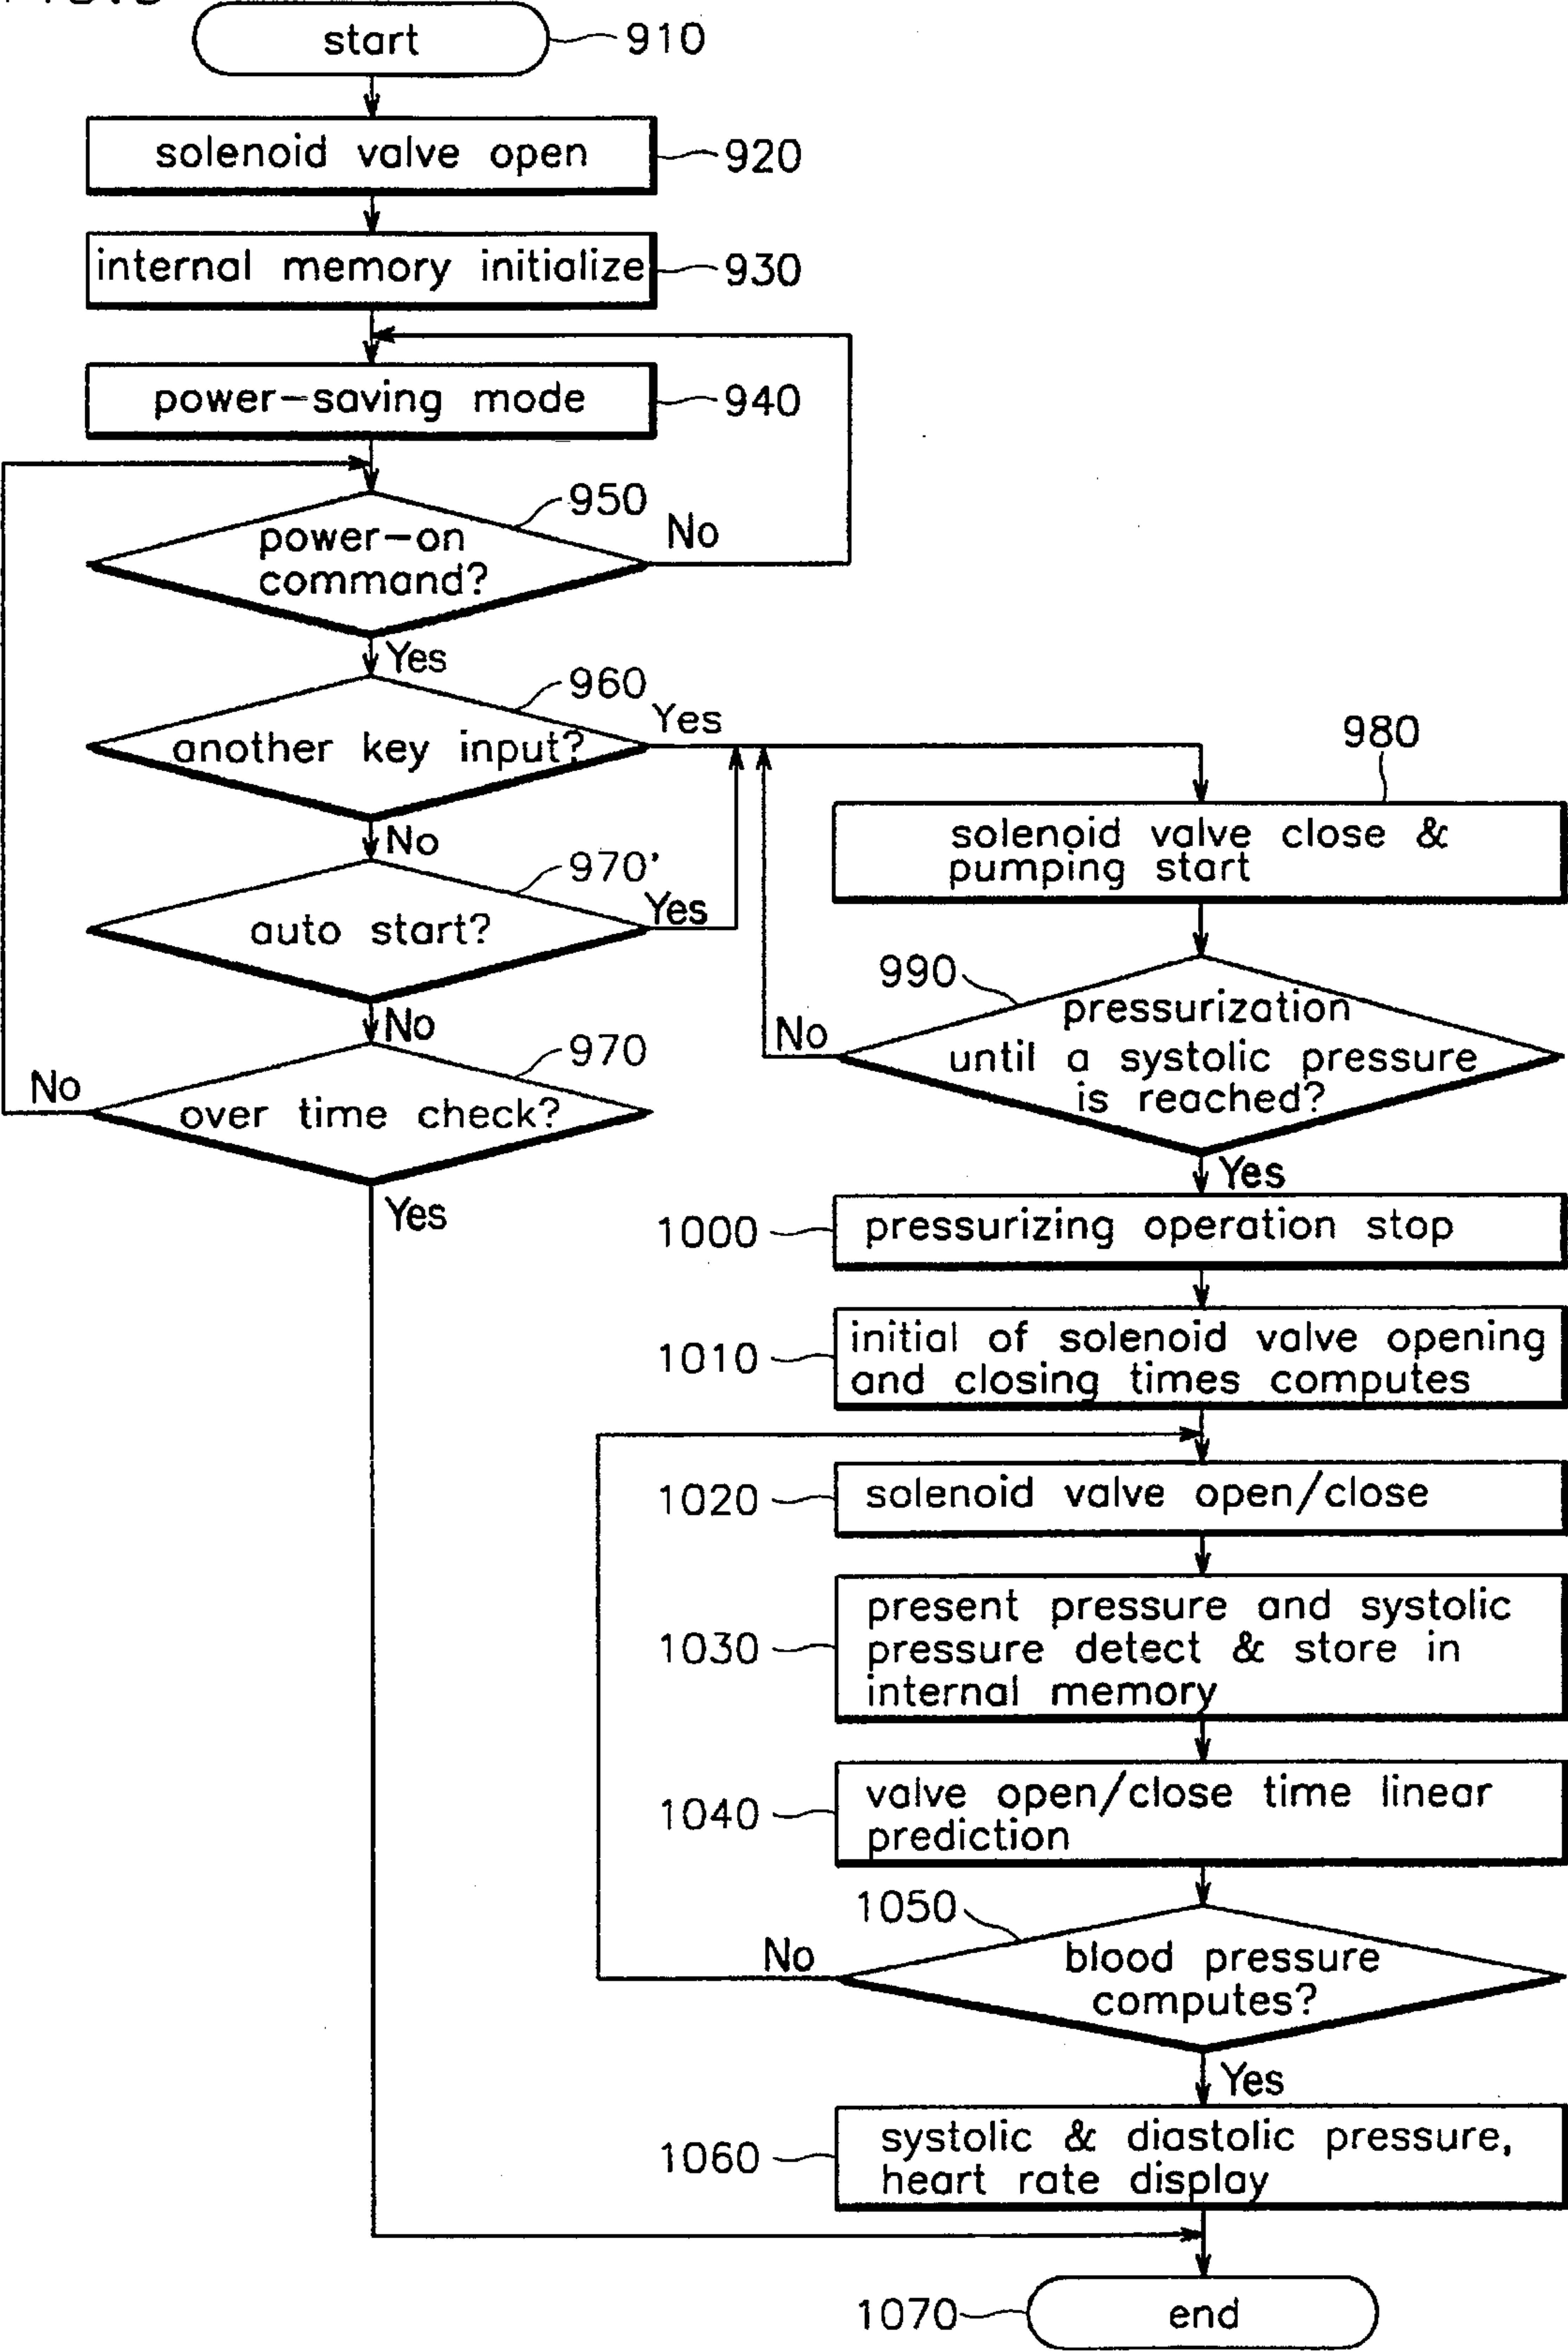 start
910
solenoid valve open
920
internal memory initialize
930
power-saving mode
940
950
power-on
command?
No
Yes
960
another key input?
Yes
No
970'
auto start?
Yes
No
970
over time check?
No
Yes
980
solenoid valve close &
pumping start
990
pressurization
until a systolic pressure
is reached?
No
Yes
1000
pressurizing operation stop
1010
initial of solenoid valve opening
and closing times computes
1020
solenoid valve open/close
1030
present pressure and systolic
pressure detect & store in
internal memory
1040
valve open/close time linear
prediction
1050
blood pressure
computes?
No
Yes
1060
systolic & diastolic pressure,
heart rate display
1070
end